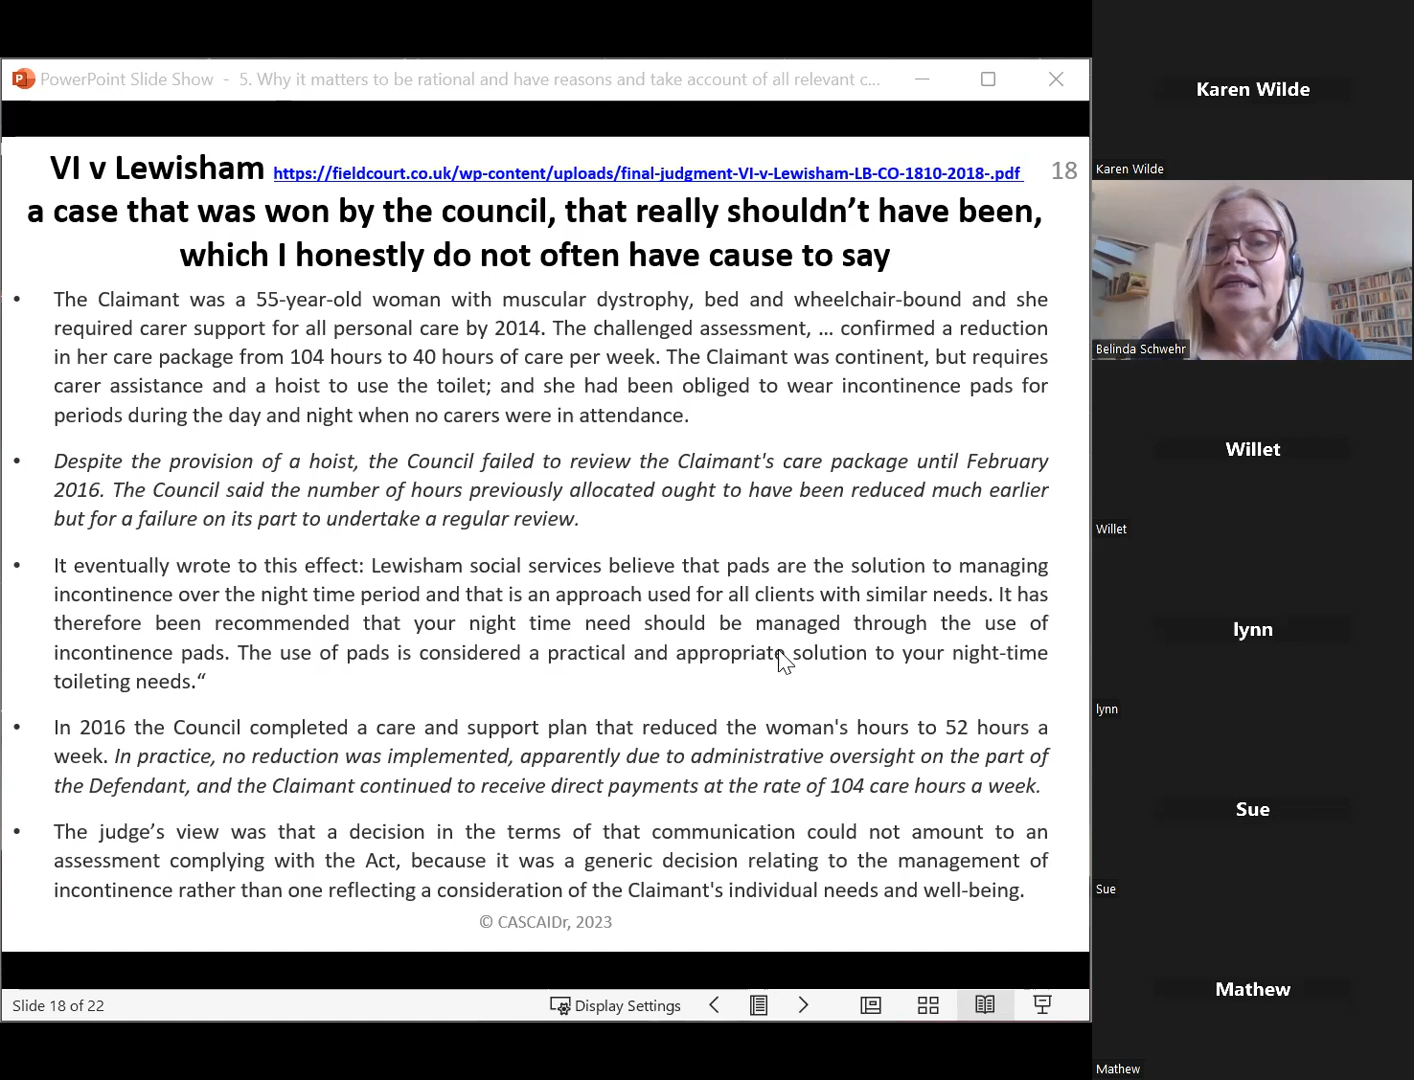 PowerPoint Slide Show - 5. Why it matters to be rational and have reasons and take account of all relevant c...
VI v Lewisham https://fieldcourt.co.uk/wp-content/uploads/final-judgment-VI-v-Lewisham-LB-CO-1810-2018-.pdf 18
a case that was won by the council, that really shouldn’t have been,
which I honestly do not often have cause to say
• The Claimant was a 55-year-old woman with muscular dystrophy, bed and wheelchair-bound and she
required carer support for all personal care by 2014. The challenged assessment, ... confirmed a reduction
in her care package from 104 hours to 40 hours of care per week. The Claimant was continent, but requires
carer assistance and a hoist to use the toilet; and she had been obliged to wear incontinence pads for
periods during the day and night when no carers were in attendance.
• Despite the provision of a hoist, the Council failed to review the Claimant's care package until February
2016. The Council said the number of hours previously allocated ought to have been reduced much earlier
but for a failure on its part to undertake a regular review.
• It eventually wrote to this effect: Lewisham social services believe that pads are the solution to managing
incontinence over the night time period and that is an approach used for all clients with similar needs. It has
therefore been recommended that your night time need should be managed through the use of
incontinence pads. The use of pads is considered a practical and appropriate solution to your night-time
toileting needs.“
• In 2016 the Council completed a care and support plan that reduced the woman's hours to 52 hours a
week. In practice, no reduction was implemented, apparently due to administrative oversight on the part of
the Defendant, and the Claimant continued to receive direct payments at the rate of 104 care hours a week.
• The judge’s view was that a decision in the terms of that communication could not amount to an
assessment complying with the Act, because it was a generic decision relating to the management of
incontinence rather than one reflecting a consideration of the Claimant's individual needs and well-being.
© CASCAIDr, 2023
Slide 18 of 22
Display Settings
Karen Wilde
Karen Wilde
Belinda Schwehr
Willet
Willet
lynn
lynn
Sue
Sue
Mathew
Mathew